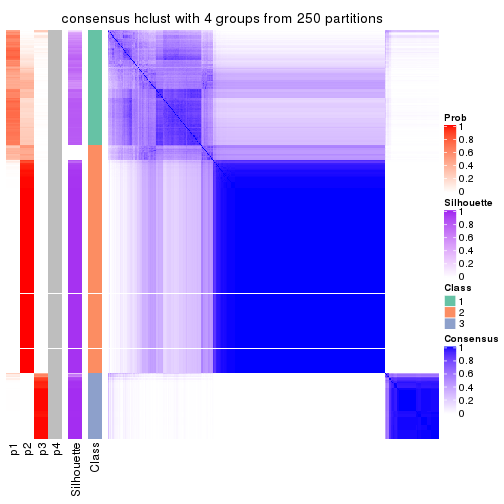 consensus hclust with 4 groups from 250 partitions
Prob
1
0.8
0.6
0.4
0.2
0
Silhouette
1
0.8
0.6
0.4
0.2
0
Class
1
2
3
Consensus
1
0.8
0.6
0.4
0.2
0
p1
p2
p3
p4
Silhouette
Class